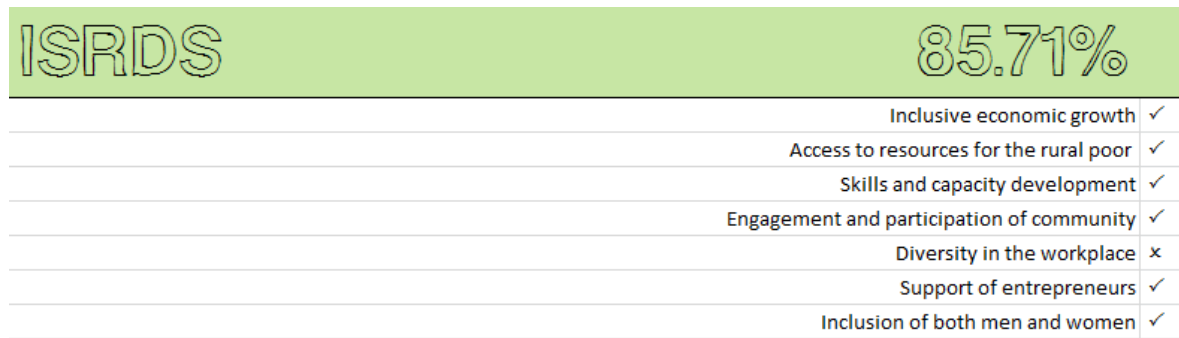 ISRDS 85.71%
Inclusive economic growth ✓
Access to resources for the rural poor ✓
Skills and capacity development ✓
Engagement and participation of community ✓
Diversity in the workplace ×
Support of entrepreneurs ✓
Inclusion of both men and women ✓